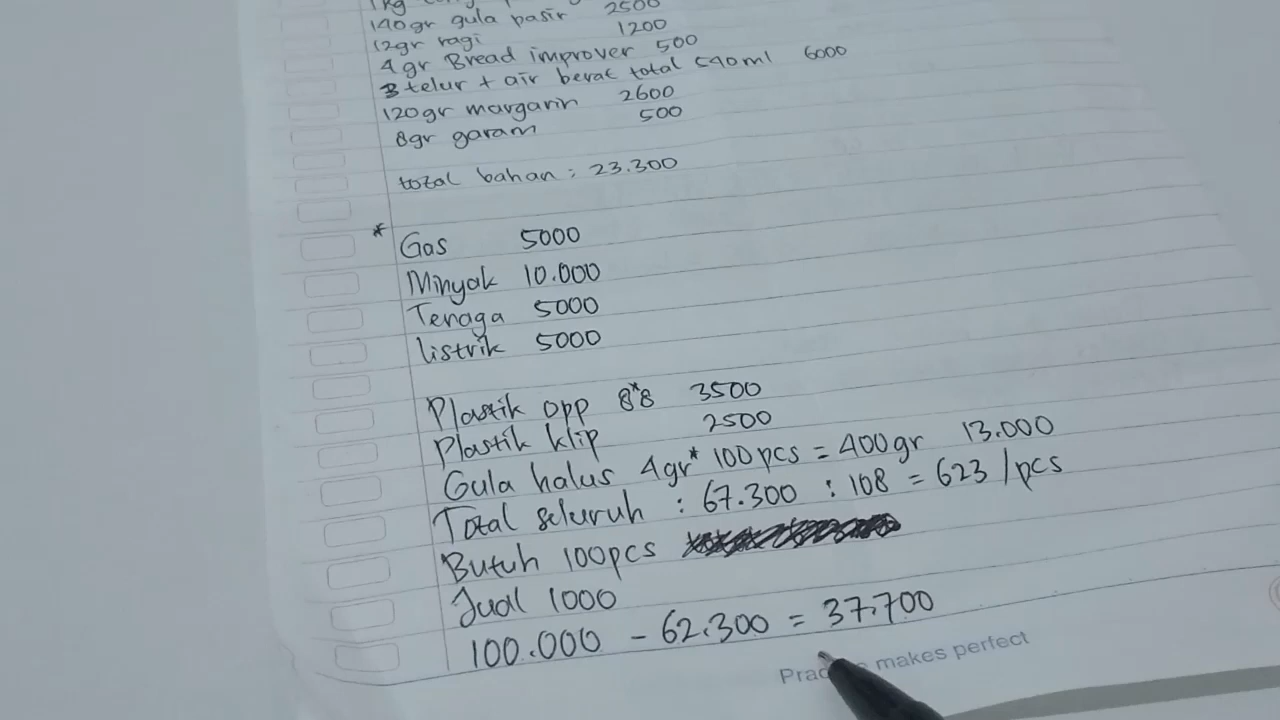 1kg
140gr gula pasir 2500
12gr ragi 1200
4gr Bread improver 500
3 telur + air berat total 590ml 6000
120gr margarin 2600
8gr garam 500
total bahan : 23.300
* Gas 5000
Minyak 10.000
Tenaga 5000
listrik 5000
Plastik opp 8*8 3500
Plastik klip 2500
Gula halus 4gr* 100pcs = 400gr 13.000
Total seluruh : 67.300 : 108 = 623 /pcs
Butuh 100pcs
Jual 1000
100.000 - 62.300 = 37.700
makes perfect